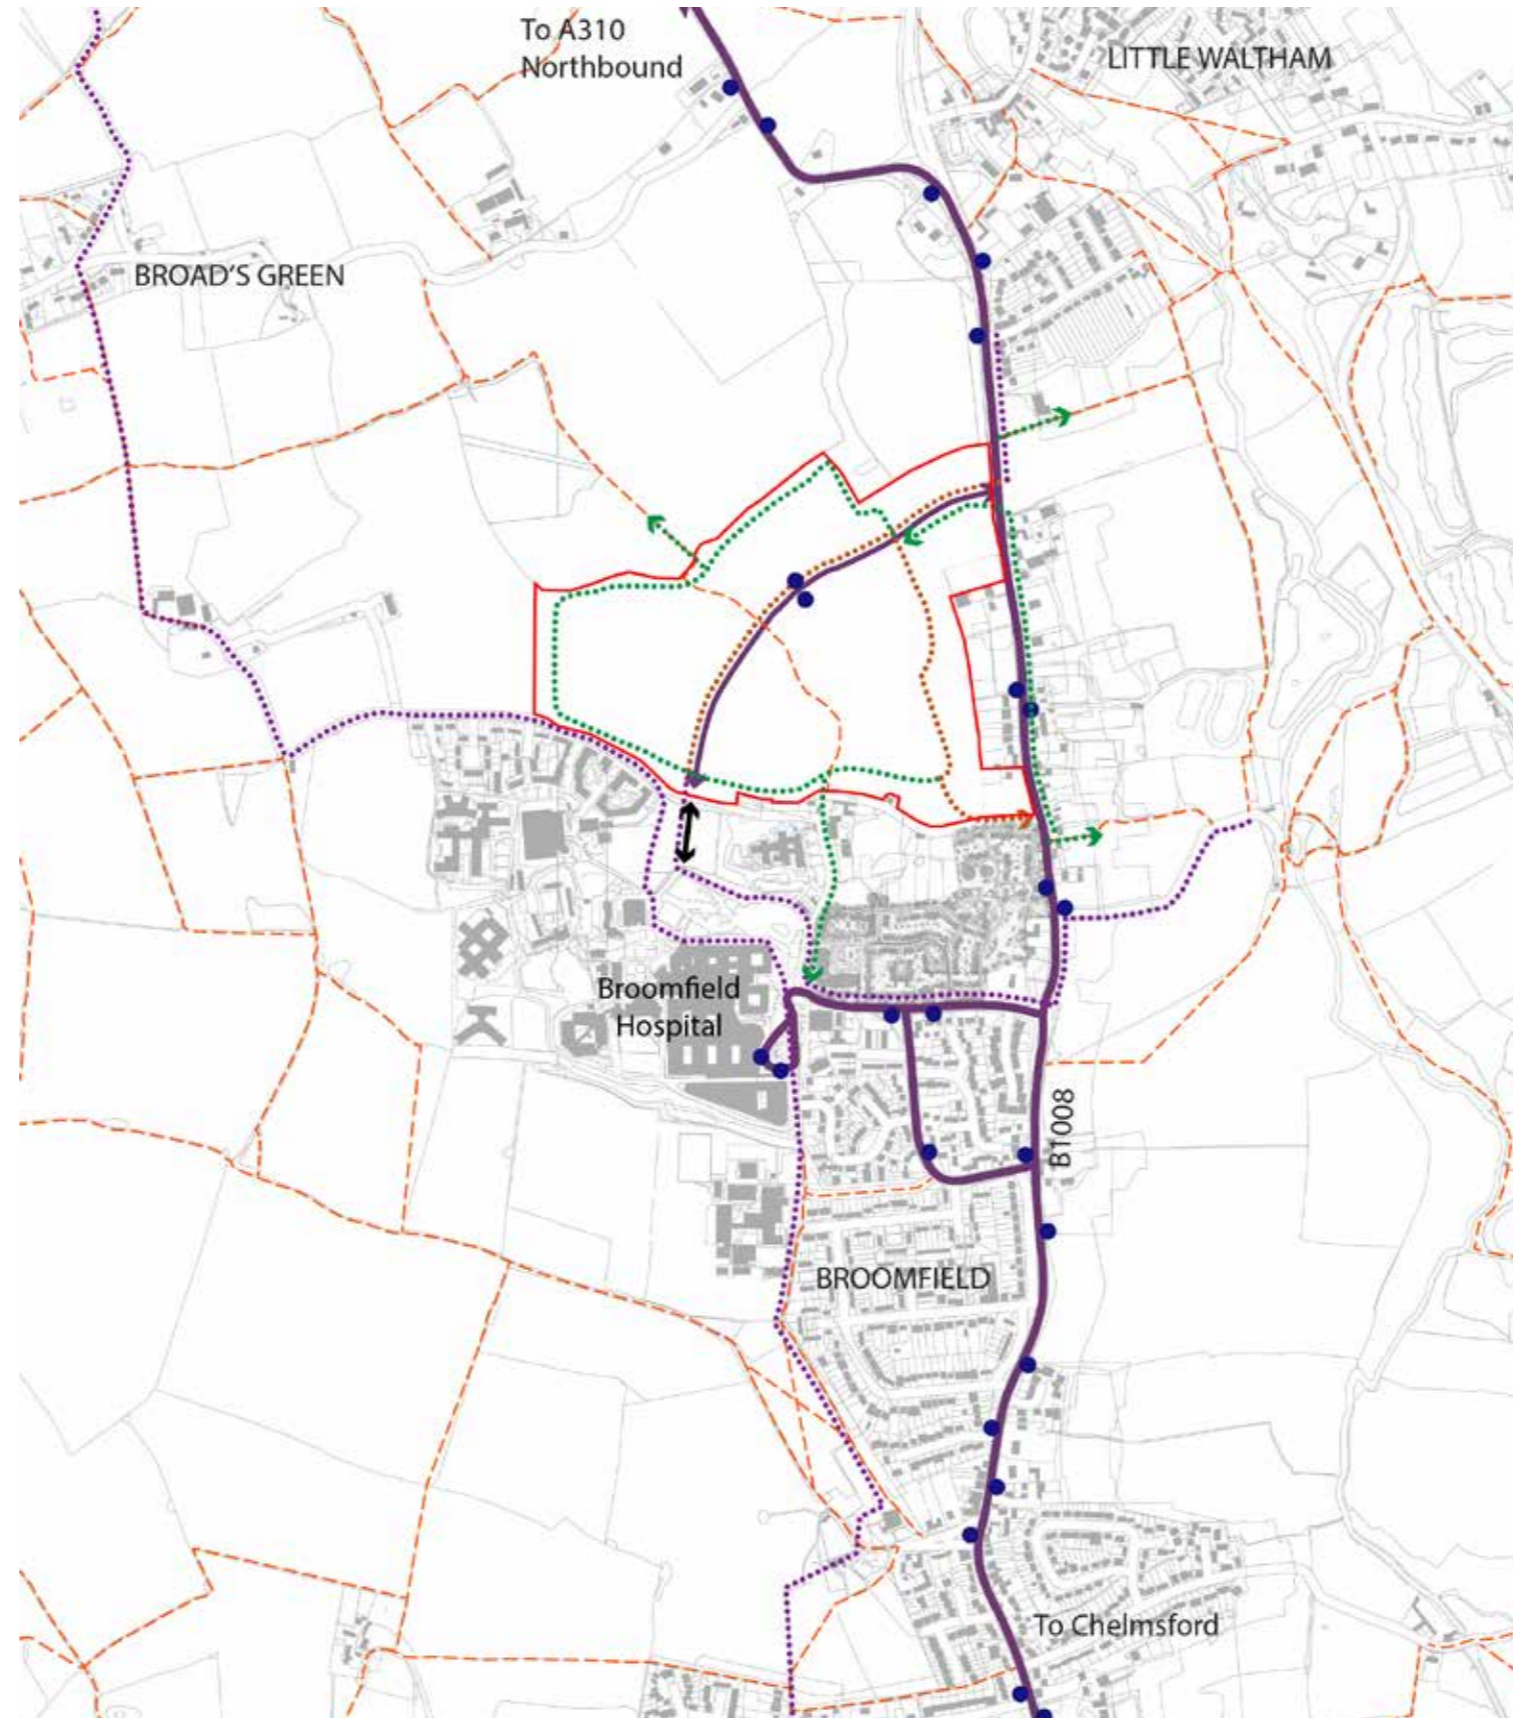 To A310
Northbound
LITTLE WALTHAM
BROAD'S GREEN
Broomfield
Hospital
B1008
BROOMFIELD
To Chelmsford